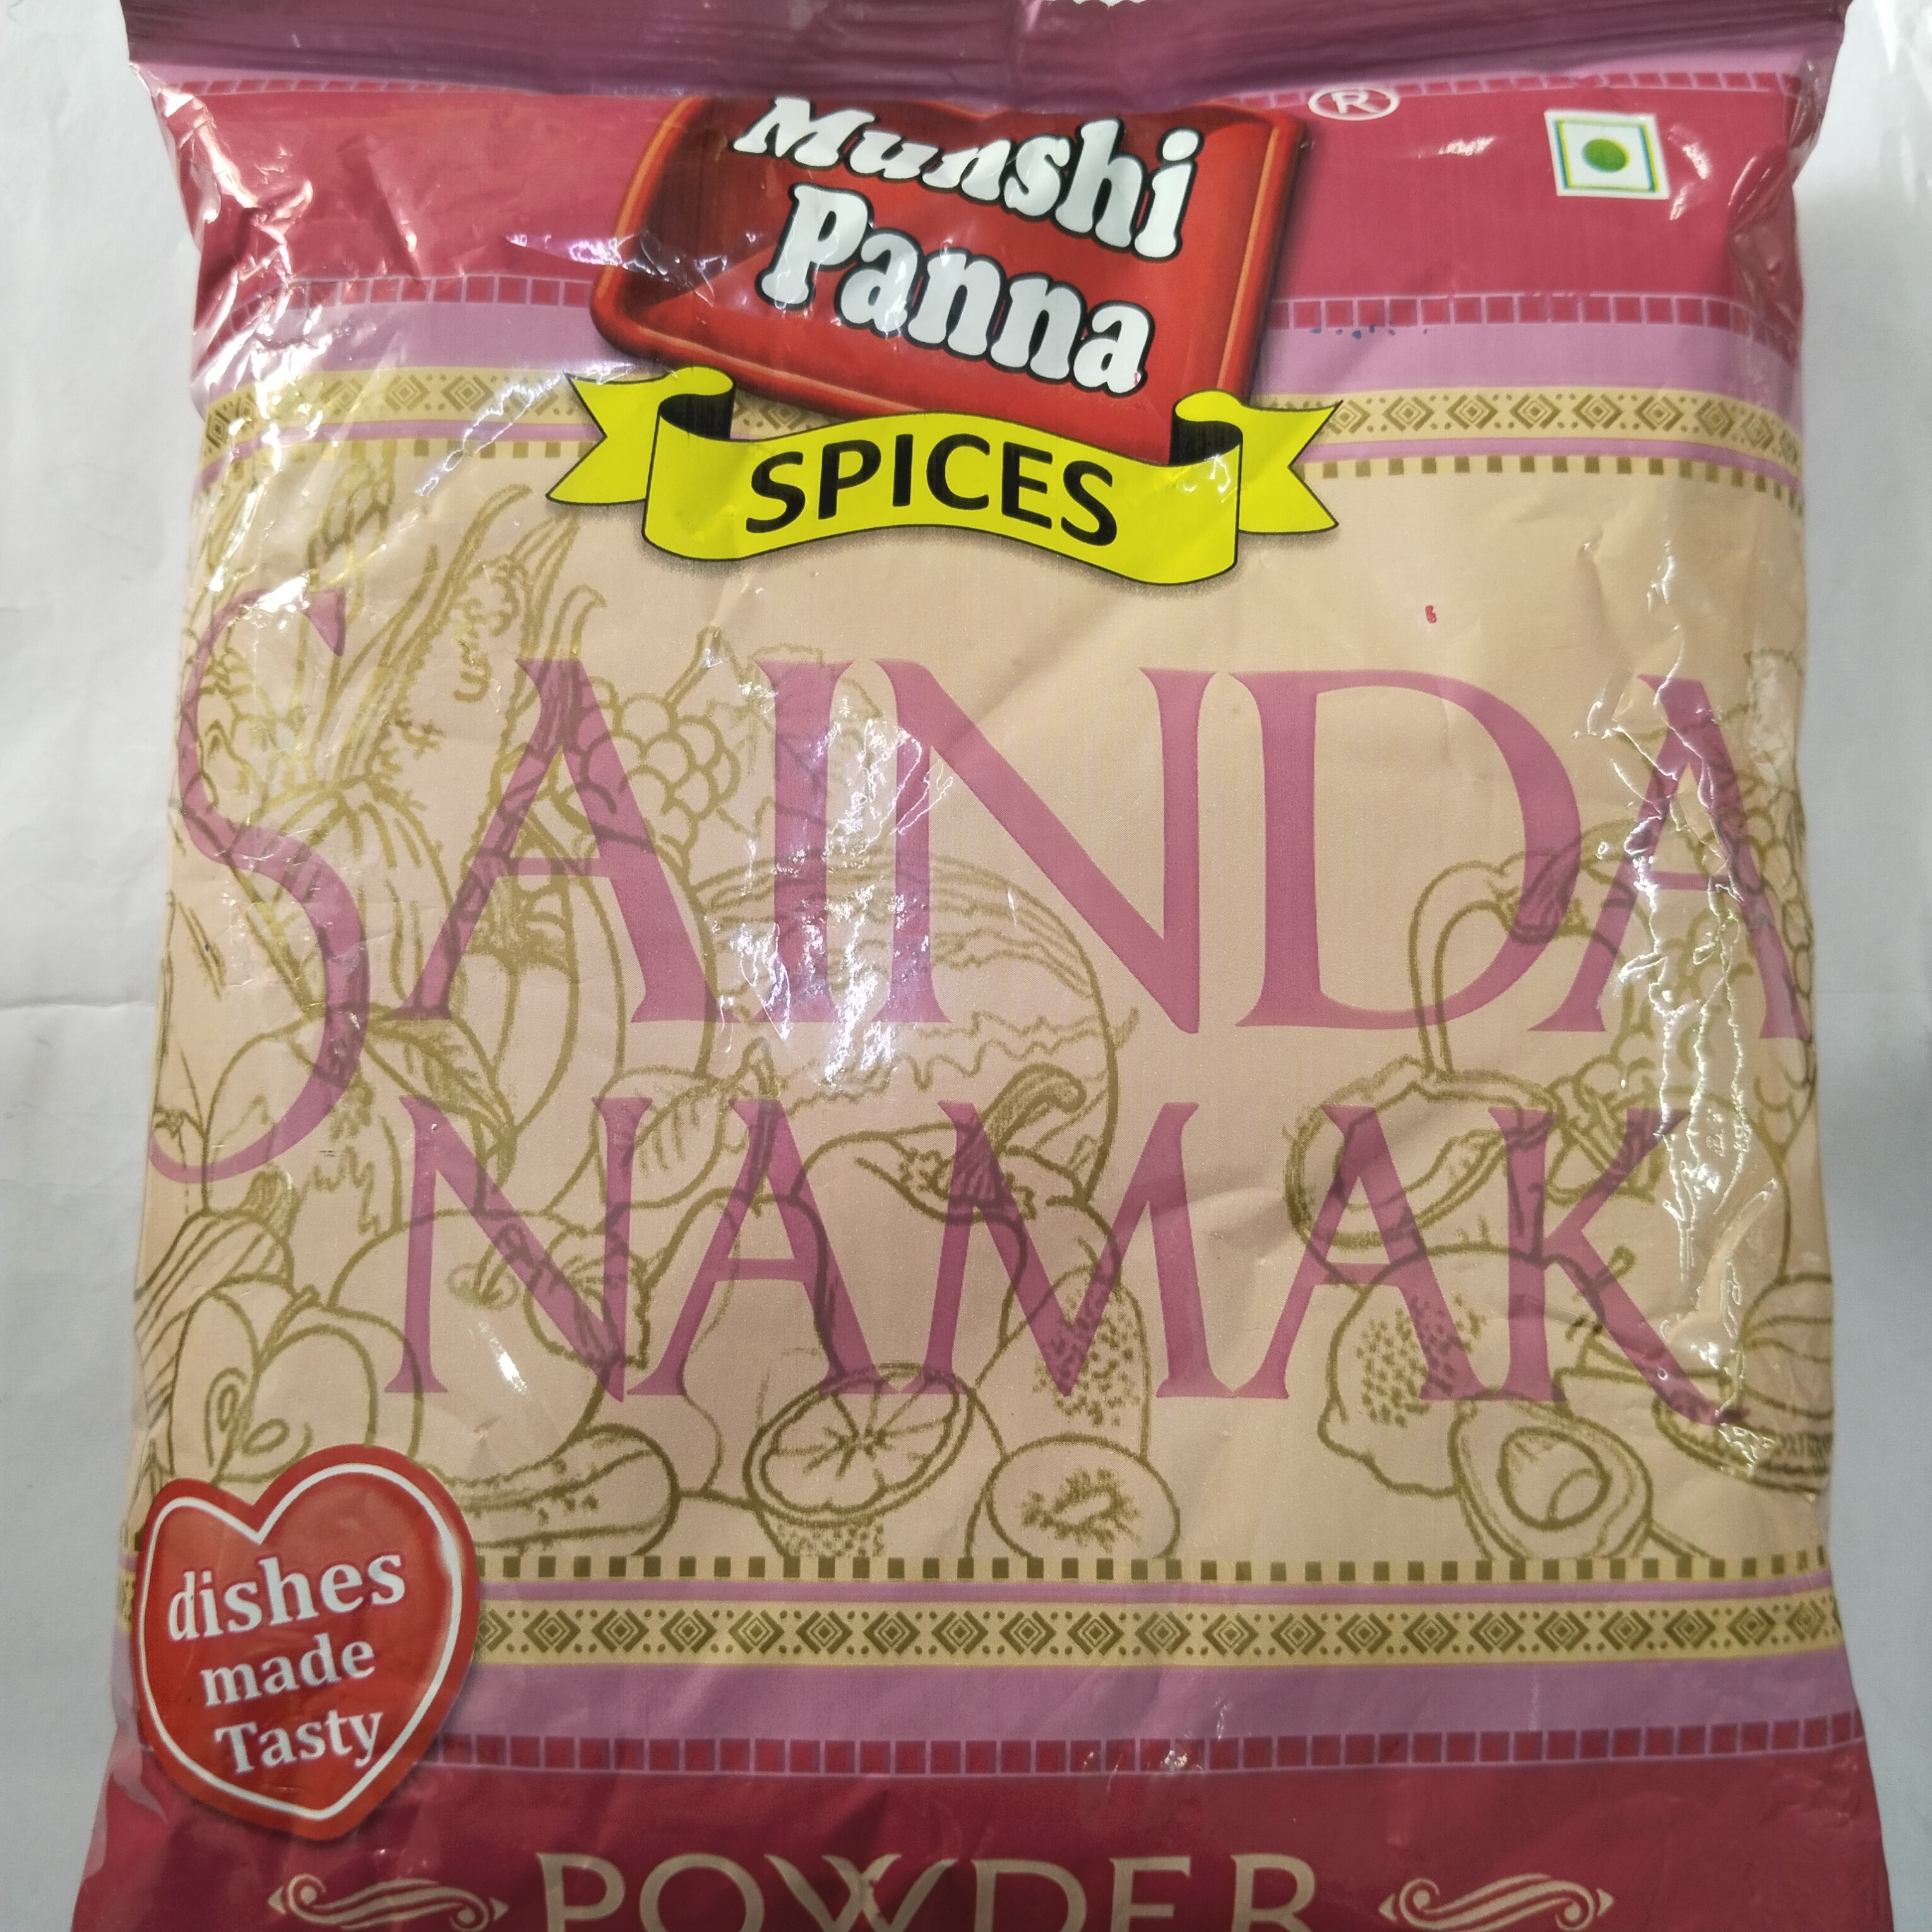 Munshi
Panna
®
SPICES
SAINDA
NAMAK
dishes
made
Tasty
POWDER